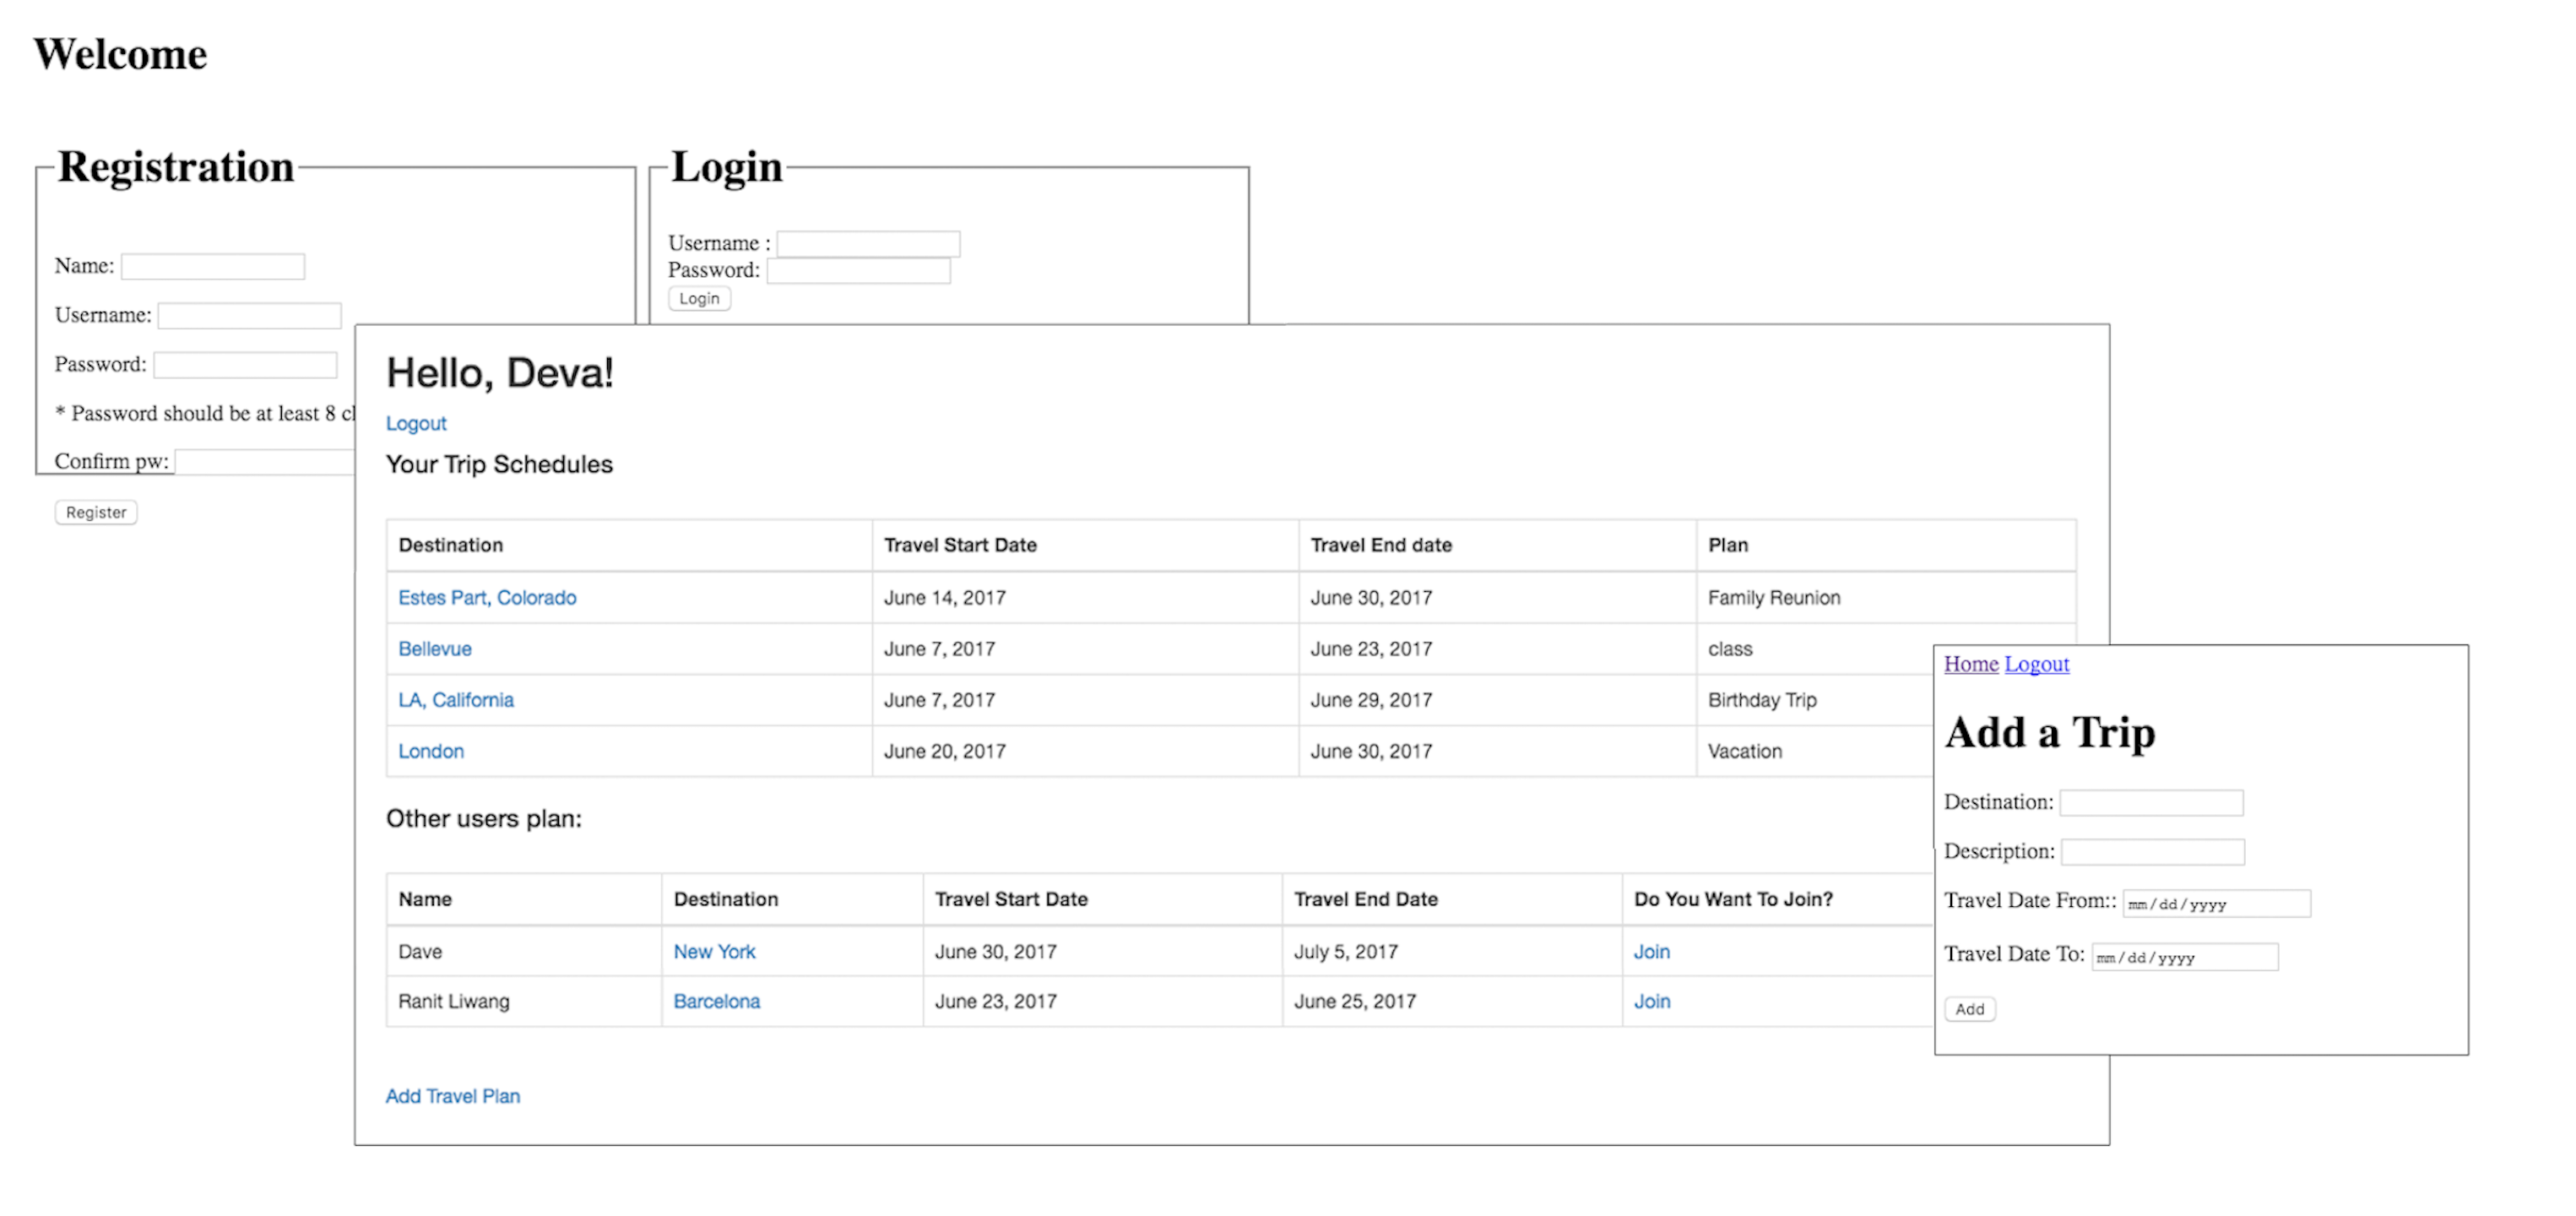 Welcome
Registration
Name:
Username:
Password:
* Password should be at least 8
Confirm pw:
Register
Login
Username :
Password:
Login
Hello, Deva!
Logout
Your Trip Schedules
Destination Travel Start Date Travel End date Plan
Estes Part, Colorado June 14, 2017 June 30, 2017 Family Reunion
Bellevue June 7, 2017 June 23, 2017 class
LA, California June 7, 2017 June 29, 2017 Birthday Trip
London June 20, 2017 June 30, 2017 Vacation
Other users plan:
Name Destination Travel Start Date Travel End Date Do You Want To Join?
Dave New York June 30, 2017 July 5, 2017 Join
Ranit Liwang Barcelona June 23, 2017 June 25, 2017 Join
Add Travel Plan
Home Logout
Add a Trip
Destination:
Description:
Travel Date From:: mm/dd/yyyy
Travel Date To: mm/dd/yyyy
Add